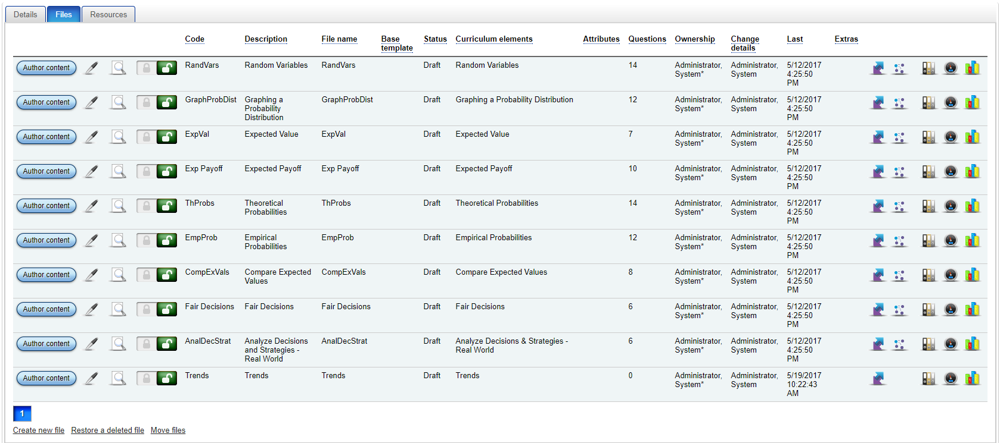 Details Files Resources
Code Description File name Base Status Curriculum elements Attributes Questions Ownership Change Last Extras
template details
Author content RandVars Random Variables RandVars Draft Random Variables 14 Administrator, Administrator, 5/12/2017
System* System 4:25:50
PM
Author content GraphProbDist Graphing a GraphProbDist Draft Graphing a Probability Distribution 12 Administrator, Administrator, 5/12/2017
Probability System* System 4:25:50
Distribution PM
Author content ExpVal Expected Value ExpVal Draft Expected Value 7 Administrator, Administrator, 5/12/2017
System* System 4:25:50
PM
Author content Exp Payoff Expected Payoff Exp Payoff Draft Expected Payoff 10 Administrator, Administrator, 5/12/2017
System* System 4:25:50
PM
Author content ThProbs Theoretical ThProbs Draft Theoretical Probabilities 14 Administrator, Administrator, 5/12/2017
Probabilities System* System 4:25:50
PM
Author content EmpProb Empirical EmpProb Draft Empirical Probabilities 12 Administrator, Administrator, 5/12/2017
Probabilities System* System 4:25:50
PM
Author content CompExVals Compare Expected CompExVals Draft Compare Expected Values 8 Administrator, Administrator, 5/12/2017
Values System* System 4:25:50
PM
Author content Fair Decisions Fair Decisions Fair Decisions Draft Fair Decisions 6 Administrator, Administrator, 5/12/2017
System* System 4:25:50
PM
Author content AnalDecStrat Analyze Decisions AnalDecStrat Draft Analyze Decisions & Strategies - 6 Administrator, Administrator, 5/12/2017
and Strategies - Real World System* System 4:25:50
Real World PM
Author content Trends Trends Trends Draft Trends 0 Administrator, Administrator, 5/19/2017
System* System 10:22:43
AM
1
Create new file Restore a deleted file Move files